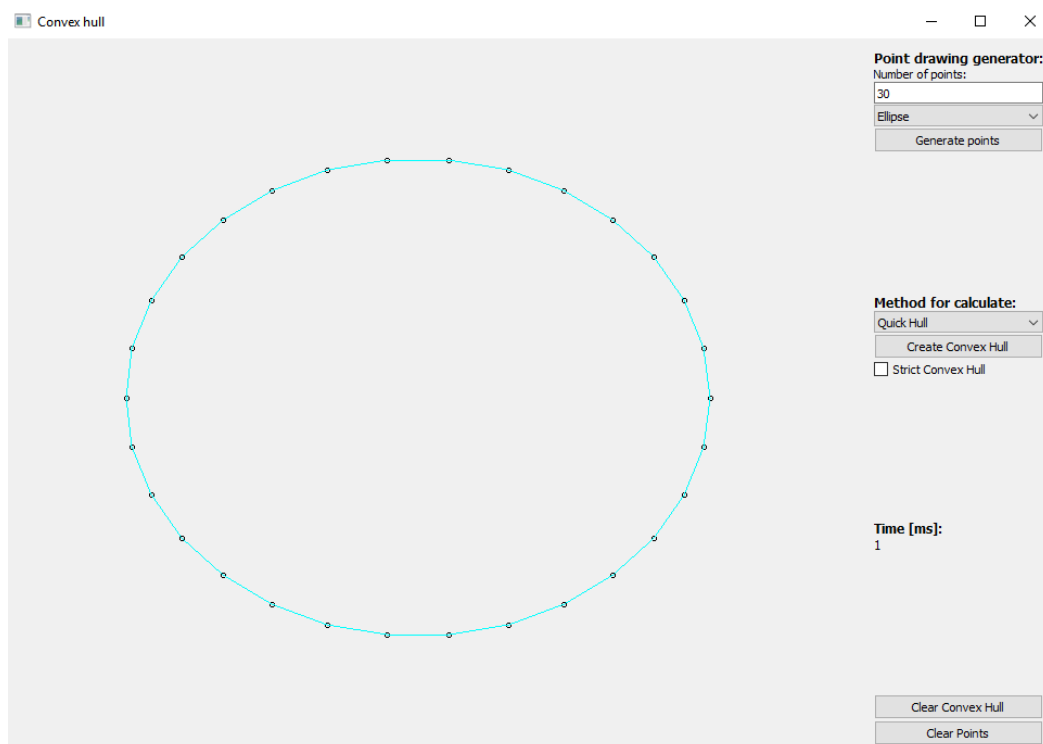 Convex hull
Point drawing generator:
Number of points:
30
Ellipse
Generate points
Method for calculate:
Quick Hull
Create Convex Hull
Strict Convex Hull
Time [ms]:
1
Clear Convex Hull
Clear Points